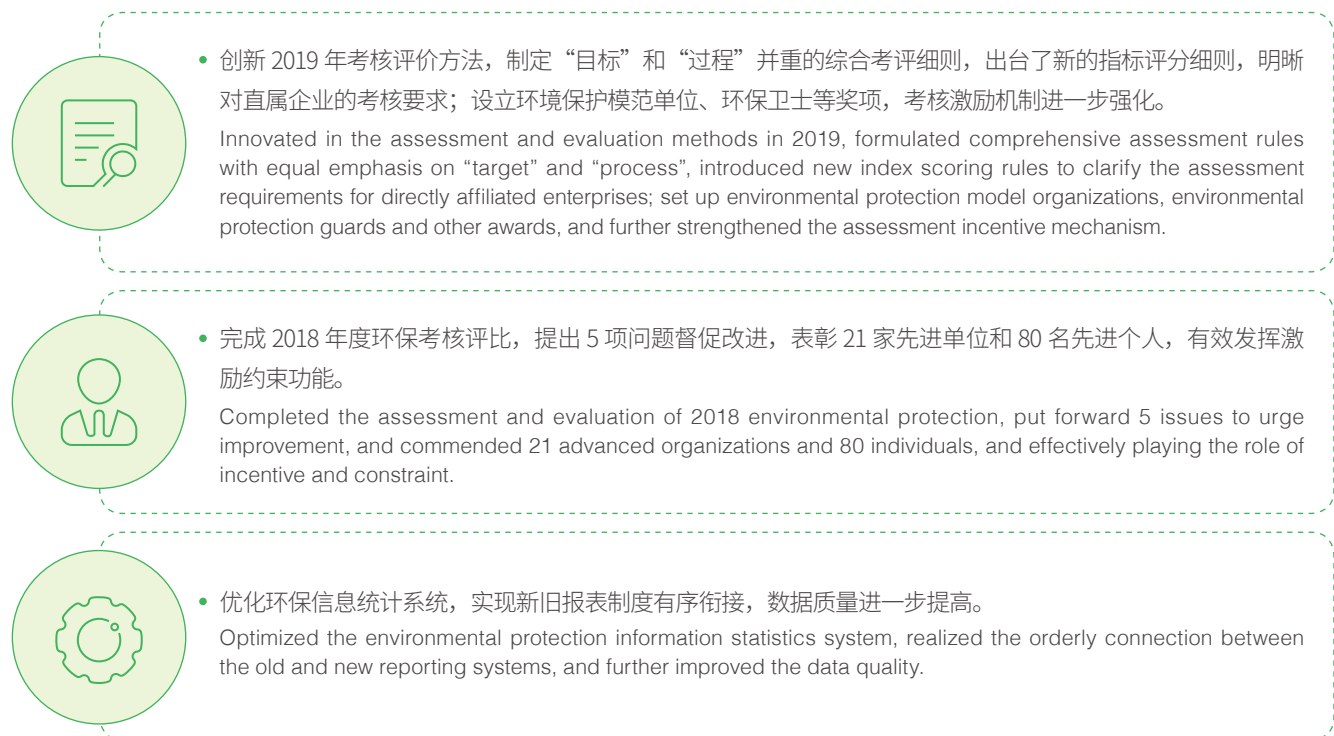 • 创新 2019 年考核评价方法，制定“目标”和“过程”并重的综合考评细则，出台了新的指标评分细则，明晰
对直属企业的考核要求；设立环境保护模范单位、环保卫士等奖项，考核激励机制进一步强化。
Innovated in the assessment and evaluation methods in 2019, formulated comprehensive assessment rules
with equal emphasis on “target” and “process”, introduced new index scoring rules to clarify the assessment
requirements for directly affiliated enterprises; set up environmental protection model organizations, environmental
protection guards and other awards, and further strengthened the assessment incentive mechanism.
• 完成 2018 年度环保考核评比，提出 5 项问题督促改进，表彰 21 家先进单位和 80 名先进个人，有效发挥激
励约束功能。
Completed the assessment and evaluation of 2018 environmental protection, put forward 5 issues to urge
improvement, and commended 21 advanced organizations and 80 individuals, and effectively playing the role of
incentive and constraint.
• 优化环保信息统计系统，实现新旧报表制度有序衔接，数据质量进一步提高。
Optimized the environmental protection information statistics system, realized the orderly connection between
the old and new reporting systems, and further improved the data quality.